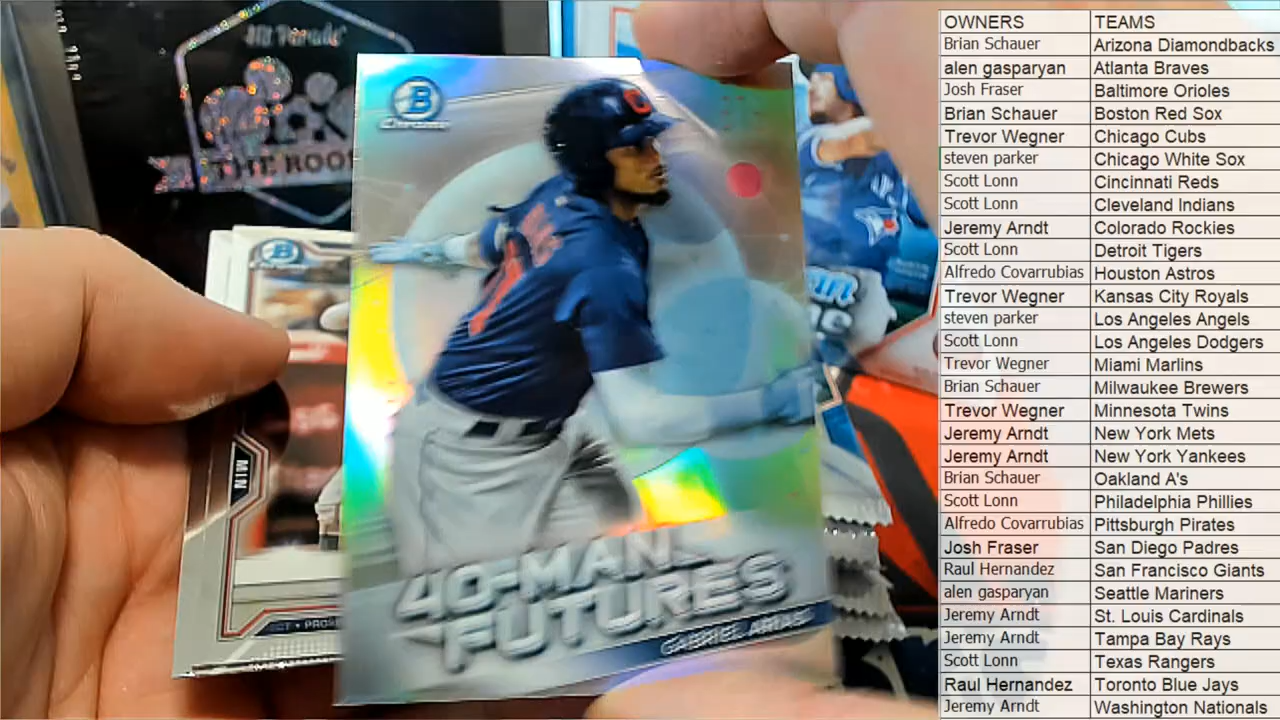 THE ROO
B
Chrome
C
B
MIN
40-MAN
FUTURES
GABRIEL ARIAS
OWNERS TEAMS
Brian Schauer Arizona Diamondbacks
alen gasparyan Atlanta Braves
Josh Fraser Baltimore Orioles
Brian Schauer Boston Red Sox
Trevor Wegner Chicago Cubs
steven parker Chicago White Sox
Scott Lonn Cincinnati Reds
Scott Lonn Cleveland Indians
Jeremy Arndt Colorado Rockies
Scott Lonn Detroit Tigers
Alfredo Covarrubias Houston Astros
Trevor Wegner Kansas City Royals
steven parker Los Angeles Angels
Scott Lonn Los Angeles Dodgers
Trevor Wegner Miami Marlins
Brian Schauer Milwaukee Brewers
Trevor Wegner Minnesota Twins
Jeremy Arndt New York Mets
Jeremy Arndt New York Yankees
Brian Schauer Oakland A's
Scott Lonn Philadelphia Phillies
Alfredo Covarrubias Pittsburgh Pirates
Josh Fraser San Diego Padres
Raul Hernandez San Francisco Giants
alen gasparyan Seattle Mariners
Jeremy Arndt St. Louis Cardinals
Jeremy Arndt Tampa Bay Rays
Scott Lonn Texas Rangers
Raul Hernandez Toronto Blue Jays
Jeremy Arndt Washington Nationals